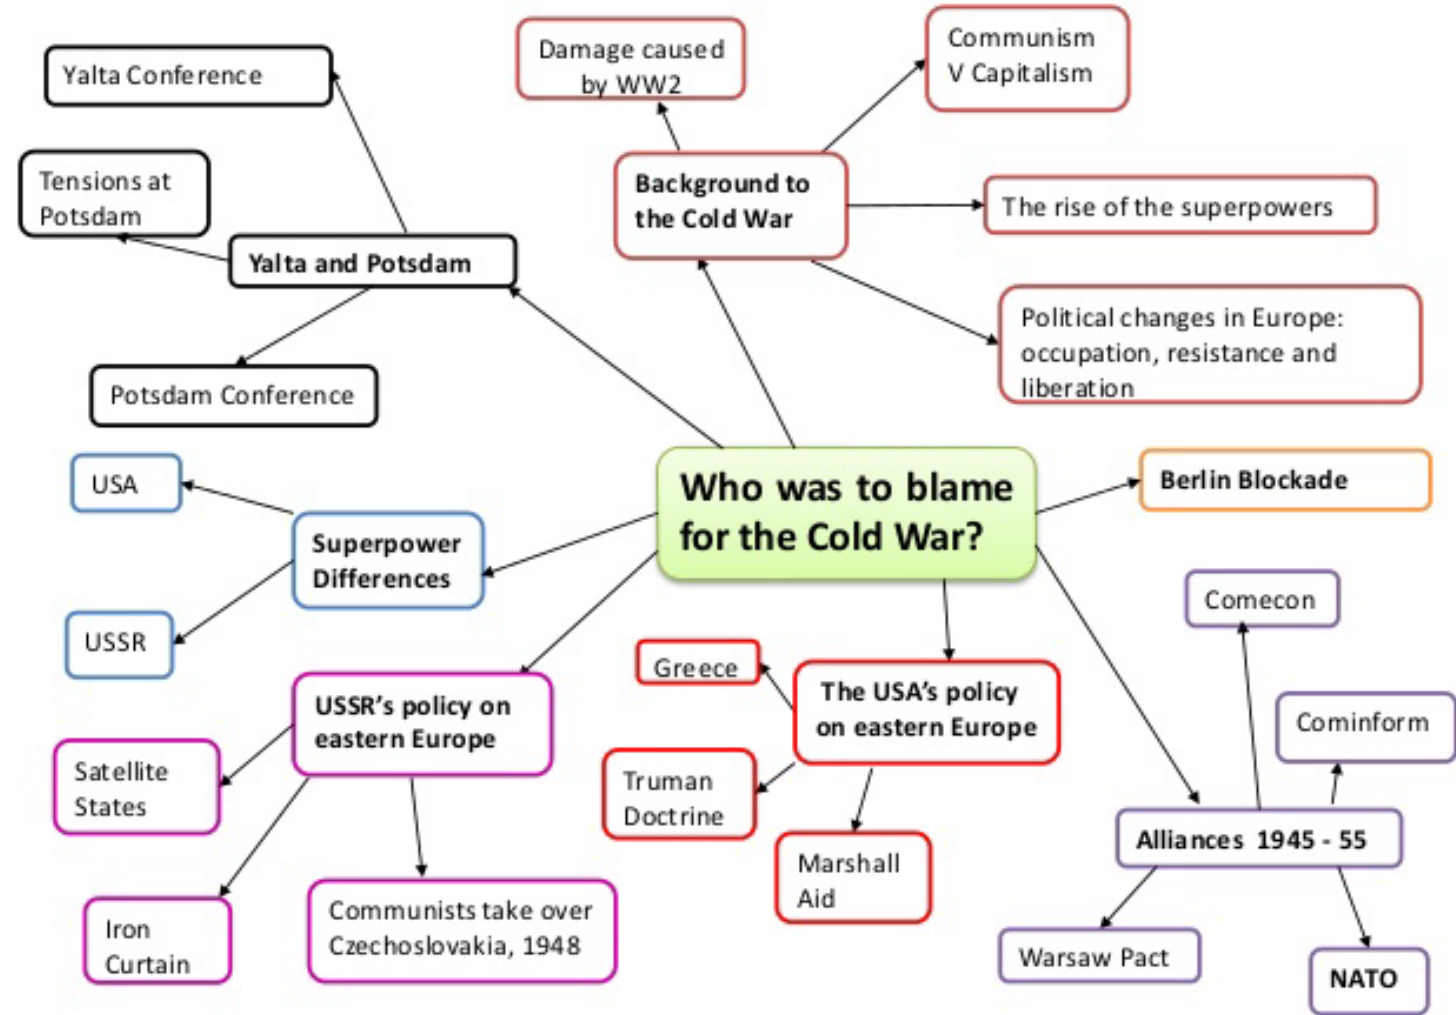 Damage caused
by WW2
Communism
V Capitalism
Yalta Conference
Tensions at
Potsdam
Background to
the Cold War
The rise of the superpowers
Yalta and Potsdam
Political changes in Europe:
occupation, resistance and
liberation
Potsdam Conference
USA
Who was to blame
for the Cold War?
Berlin Blockade
Superpower
Differences
Comecon
USSR
Greece
The USA's policy
on eastern Europe
USSR's policy on
eastern Europe
Cominform
Satellite
States
Truman
Doctrine
Alliances 1945 - 55
Marshall
Aid
Iron
Curtain
Communists take over
Czechoslovakia, 1948
Warsaw Pact
NATO